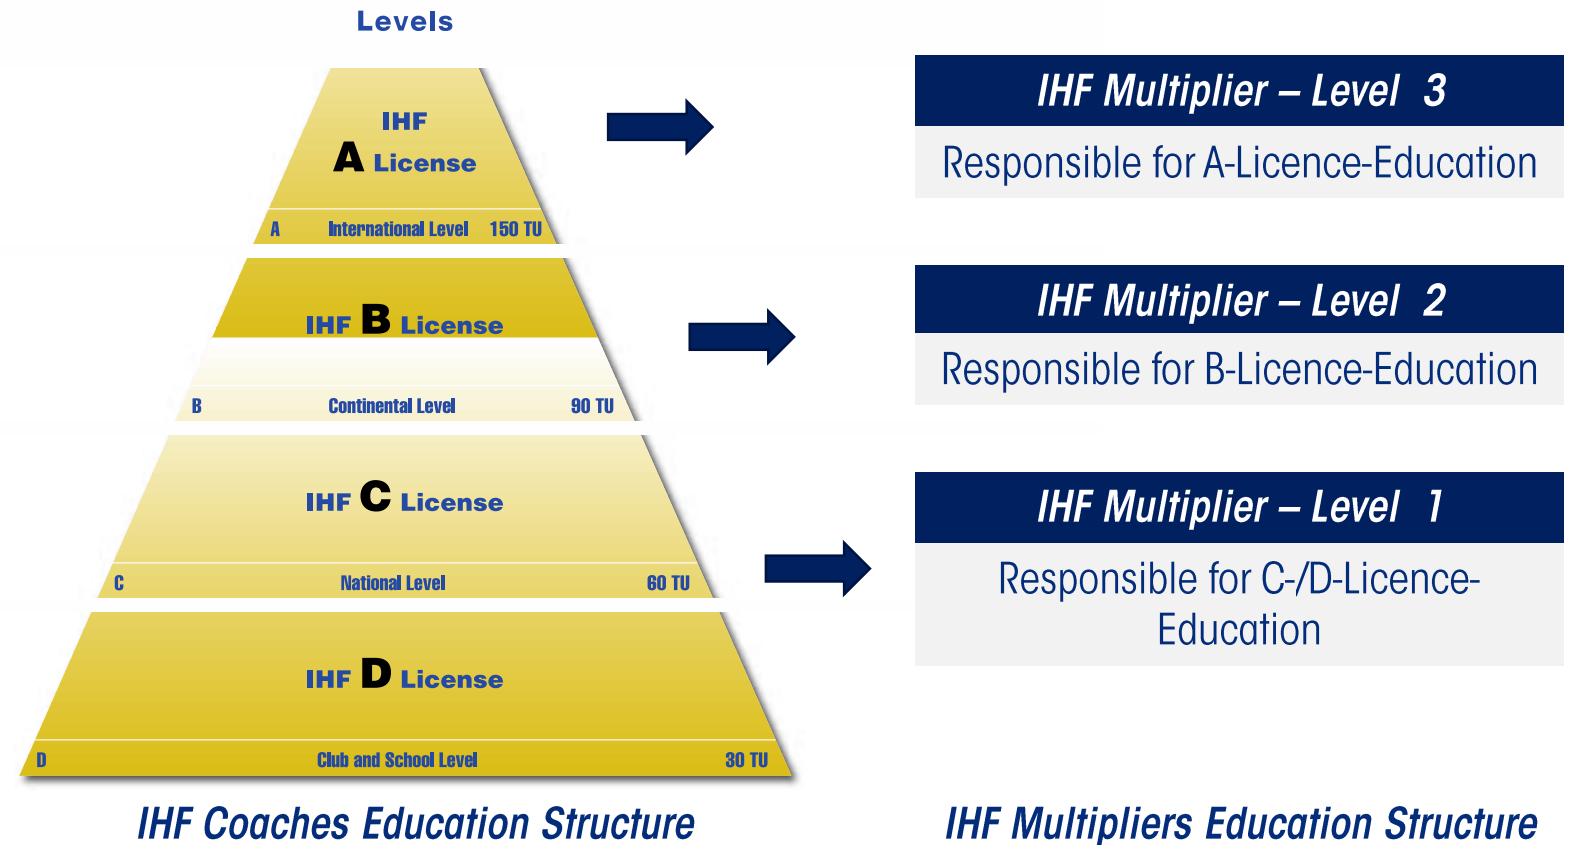 Levels
IHF
A License
A International Level 150 TU
IHF B License
B Continental Level 90 TU
IHF C License
C National Level 60 TU
IHF D License
D Club and School Level 30 TU
IHF Coaches Education Structure
IHF Multiplier – Level 3
Responsible for A-Licence-Education
IHF Multiplier – Level 2
Responsible for B-Licence-Education
IHF Multiplier – Level 1
Responsible for C-/D-Licence-
Education
IHF Multipliers Education Structure